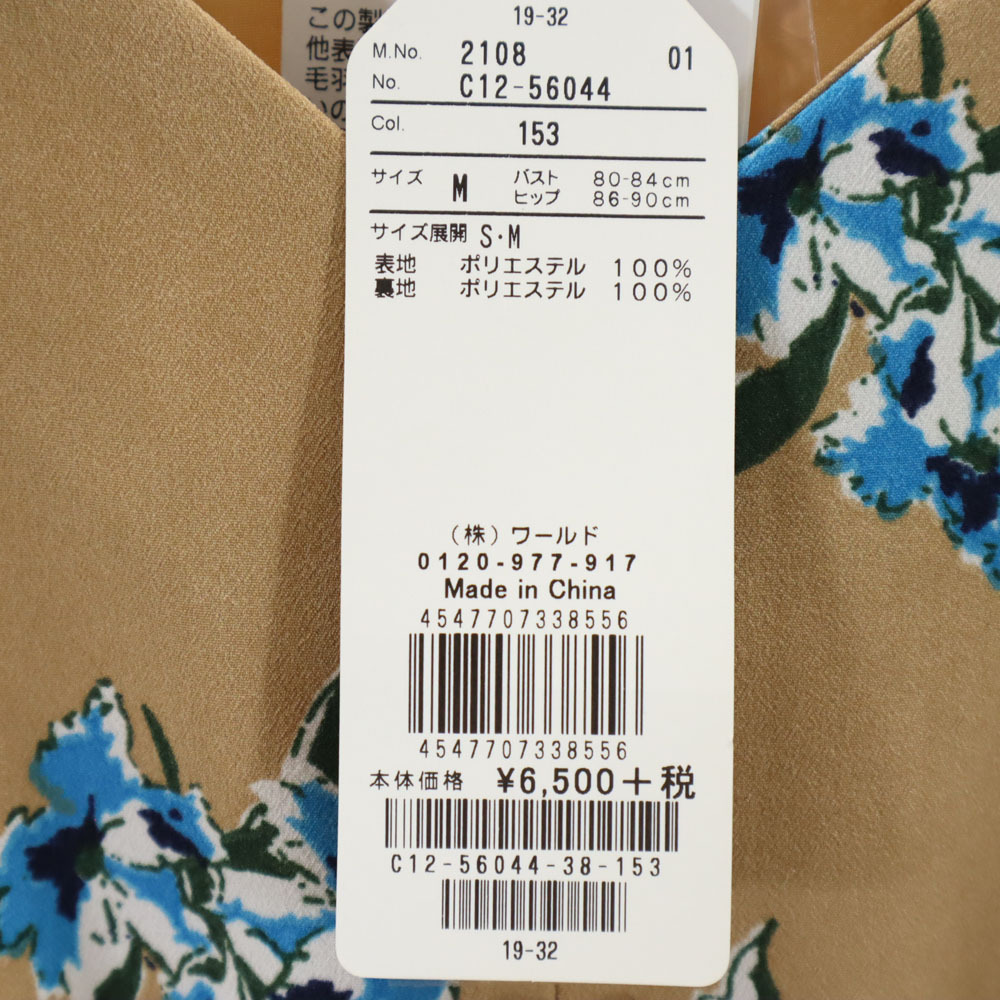 この製
他表
毛羽
いの
19-32
M.No. 2108 01
No. C12-56044
Col. 153
サイズ M バスト 80-84cm
ヒップ 86-90cm
サイズ展開 S・M
表地 ポリエステル 100%
裏地 ポリエステル 100%
(株)ワールド
0120-977-917
Made in China
4547707338556
4547707338556
本体価格 ¥6,500+税
C12-56044-38-153
19-32